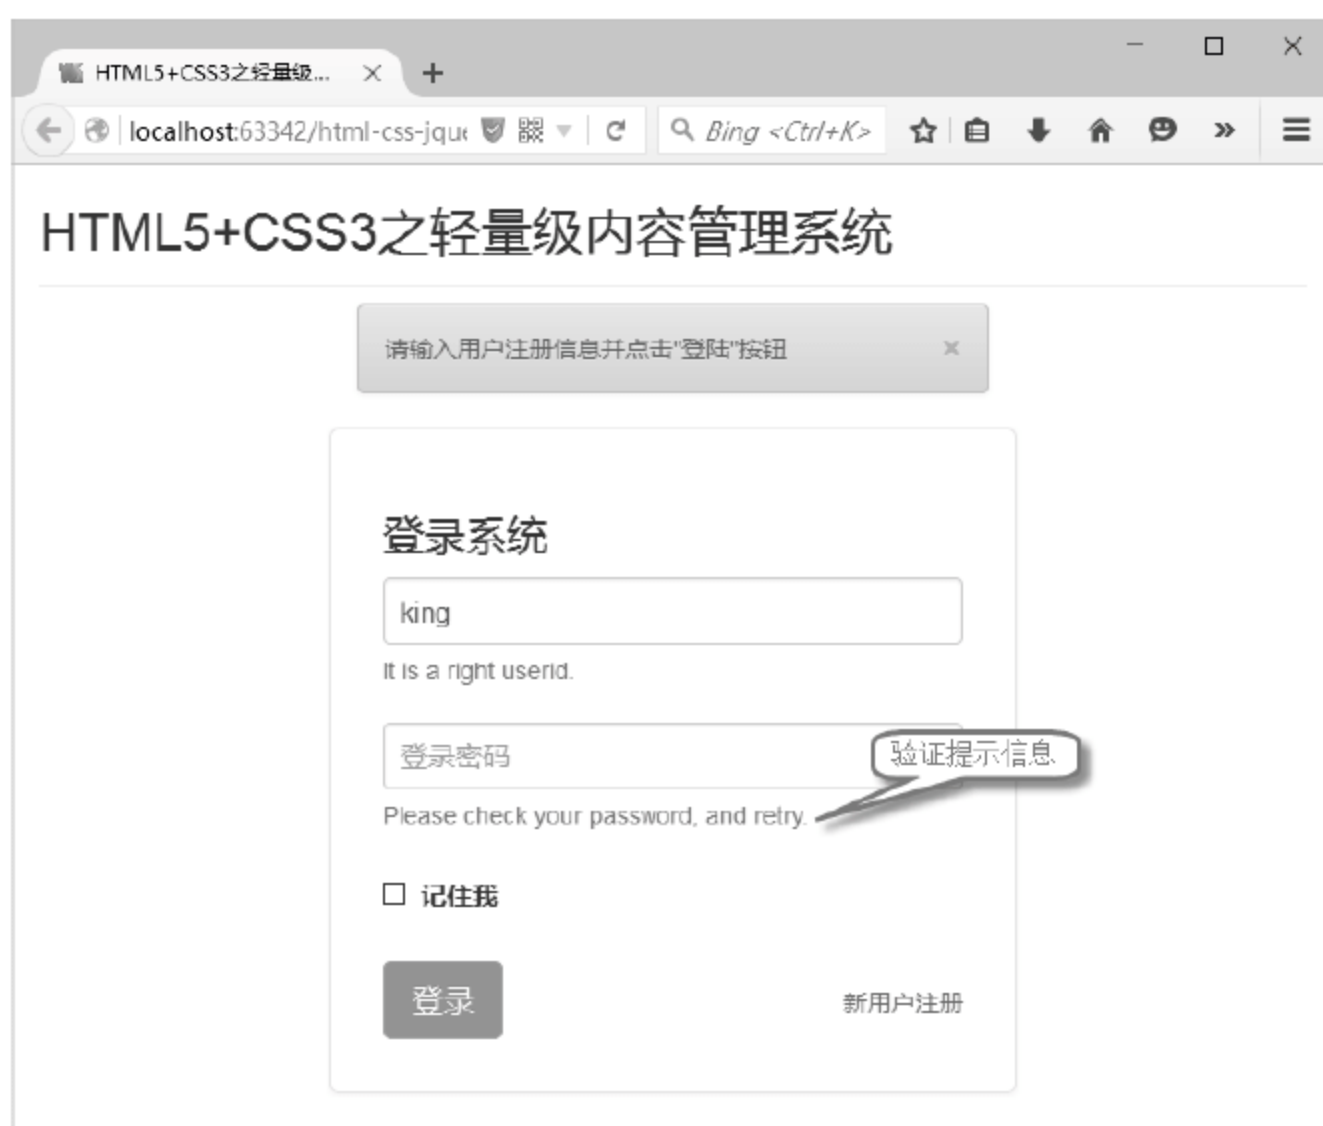 HTML5+CSS3之轻量级...
localhost:63342/html-css-jque
Bing <Ctrl+K>
HTML5+CSS3之轻量级内容管理系统
请输入用户注册信息并点击"登陆"按钮
登录系统
king
It is a right userid.
登录密码
验证提示信息
Please check your password, and retry.
记住我
登录
新用户注册